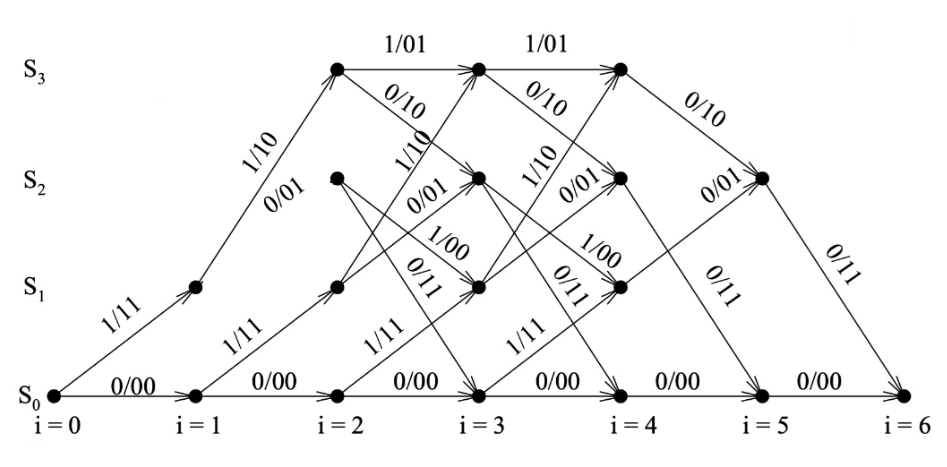 1/01 1/01
S3
0/10 0/10 0/10
1/10 1/10 1/10
S2
0/01 0/01 0/01 0/01
1/00 1/00
0/11 0/11 0/11 0/11
S1
1/11 1/11 1/11 1/11
0/00 0/00 0/00 0/00 0/00 0/00
S0
i = 0 i = 1 i = 2 i = 3 i = 4 i = 5 i = 6